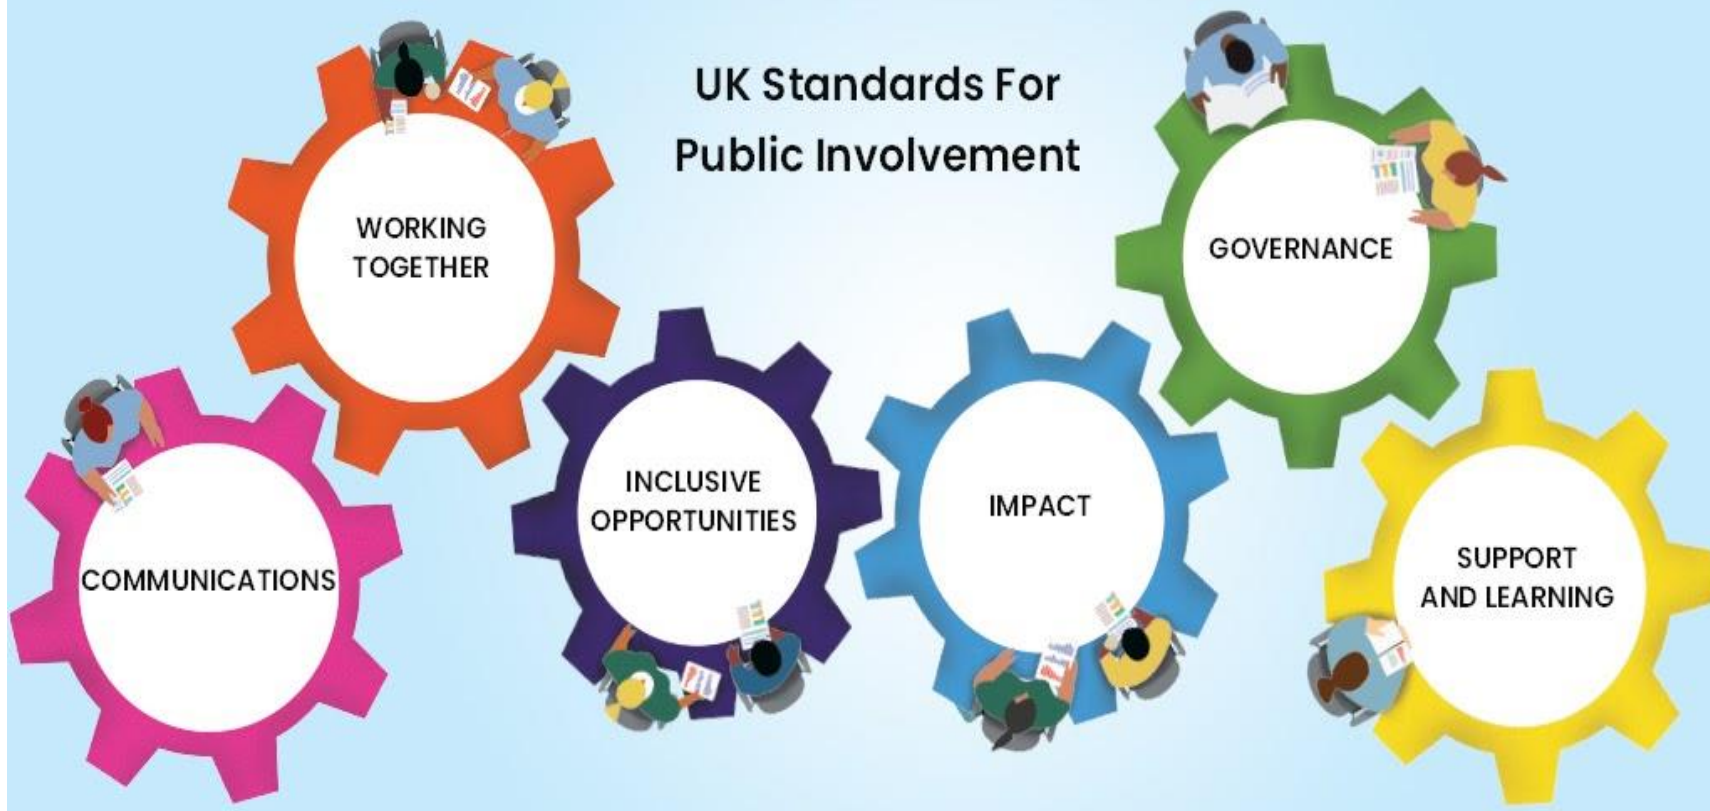 UK Standards For
Public Involvement
WORKING
TOGETHER
GOVERNANCE
COMMUNICATIONS
INCLUSIVE
OPPORTUNITIES
IMPACT
SUPPORT
AND LEARNING